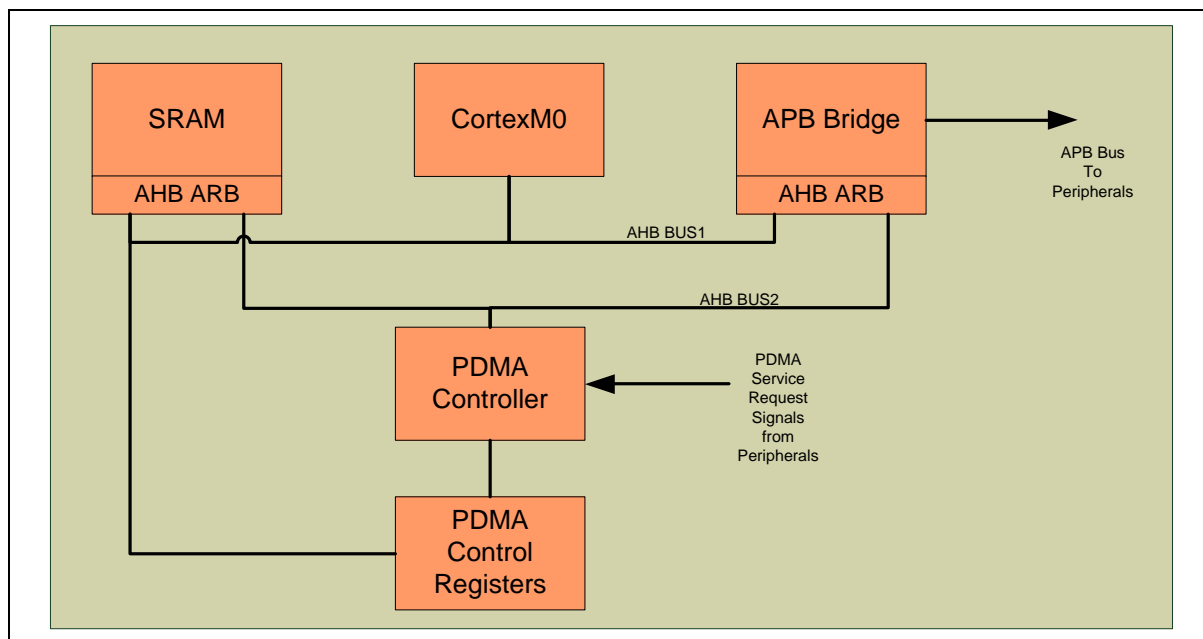 SRAM
AHB ARB
CortexM0
APB Bridge
AHB ARB
APB Bus
To
Peripherals
AHB BUS1
AHB BUS2
PDMA
Controller
PDMA
Service
Request
Signals
from
Peripherals
PDMA
Control
Registers